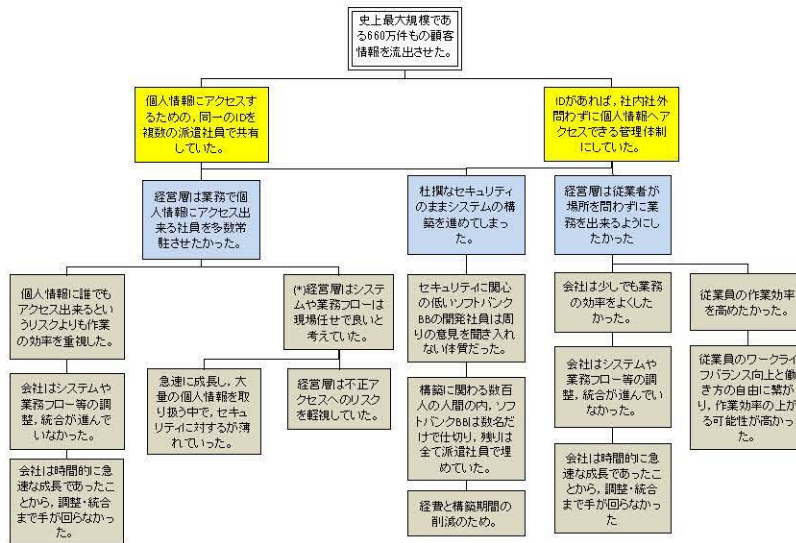 史上最大規模であ
る660万件もの顧客
情報を流出させた。
個人情報にアクセスす
るための，同一のIDを
複数の派遣社員で共有
していた。
IDがあれば，社内社外
問わずに個人情報へア
クセスできる管理体制
にしていた。
経営層は業務で個
人情報にアクセス出
来る社員を多数常
駐させたかった。
杜撰なセキュリティ
のままシステムの構
築を進めてしまっ
た。
経営層は従業者が
場所を問わずに業
務を出来るようにし
たかった
個人情報に誰でも
アクセス出来るとい
うリスクよりも作業
の効率を重視した。
(*)経営層はシステ
ムや業務フローは
現場任せで良いと
考えていた。
セキュリティに関心
の低いソフトバンク
BBの開発社員は周
りの意見を聞き入れ
ない体質だった。
会社は少しでも業務
の効率をよくした
かった。
従業員の作業効率
を高めたかった。
会社はシステムや
業務フロー等の調
整，統合が進んで
いなかった。
急速に成長し，大
量の個人情報を取
り扱う中で，セキュ
リティに対するが薄
れていった。
経営層は不正アク
セスへのリスクを
軽視していた。
構築に関わる数百
人の人間の内，ソフ
トバンクBBは数名だ
けで仕切り，残りは
全て派遣社員で埋
めていた。
会社はシステムや
業務フロー等の調
整，統合が進んでい
なかった。
従業員のワークライ
フバランス向上と働
き方の自由に繋が
り，作業効率の上が
る可能性が高かっ
た。
会社は時間的に急
速な成長であったこ
とから，調整・統合
まで手が回らなかっ
た。
経費と構築期間の
削減のため。
会社は時間的に急
速な成長であった
ことから，調整・統合
まで手が回らなかっ
た